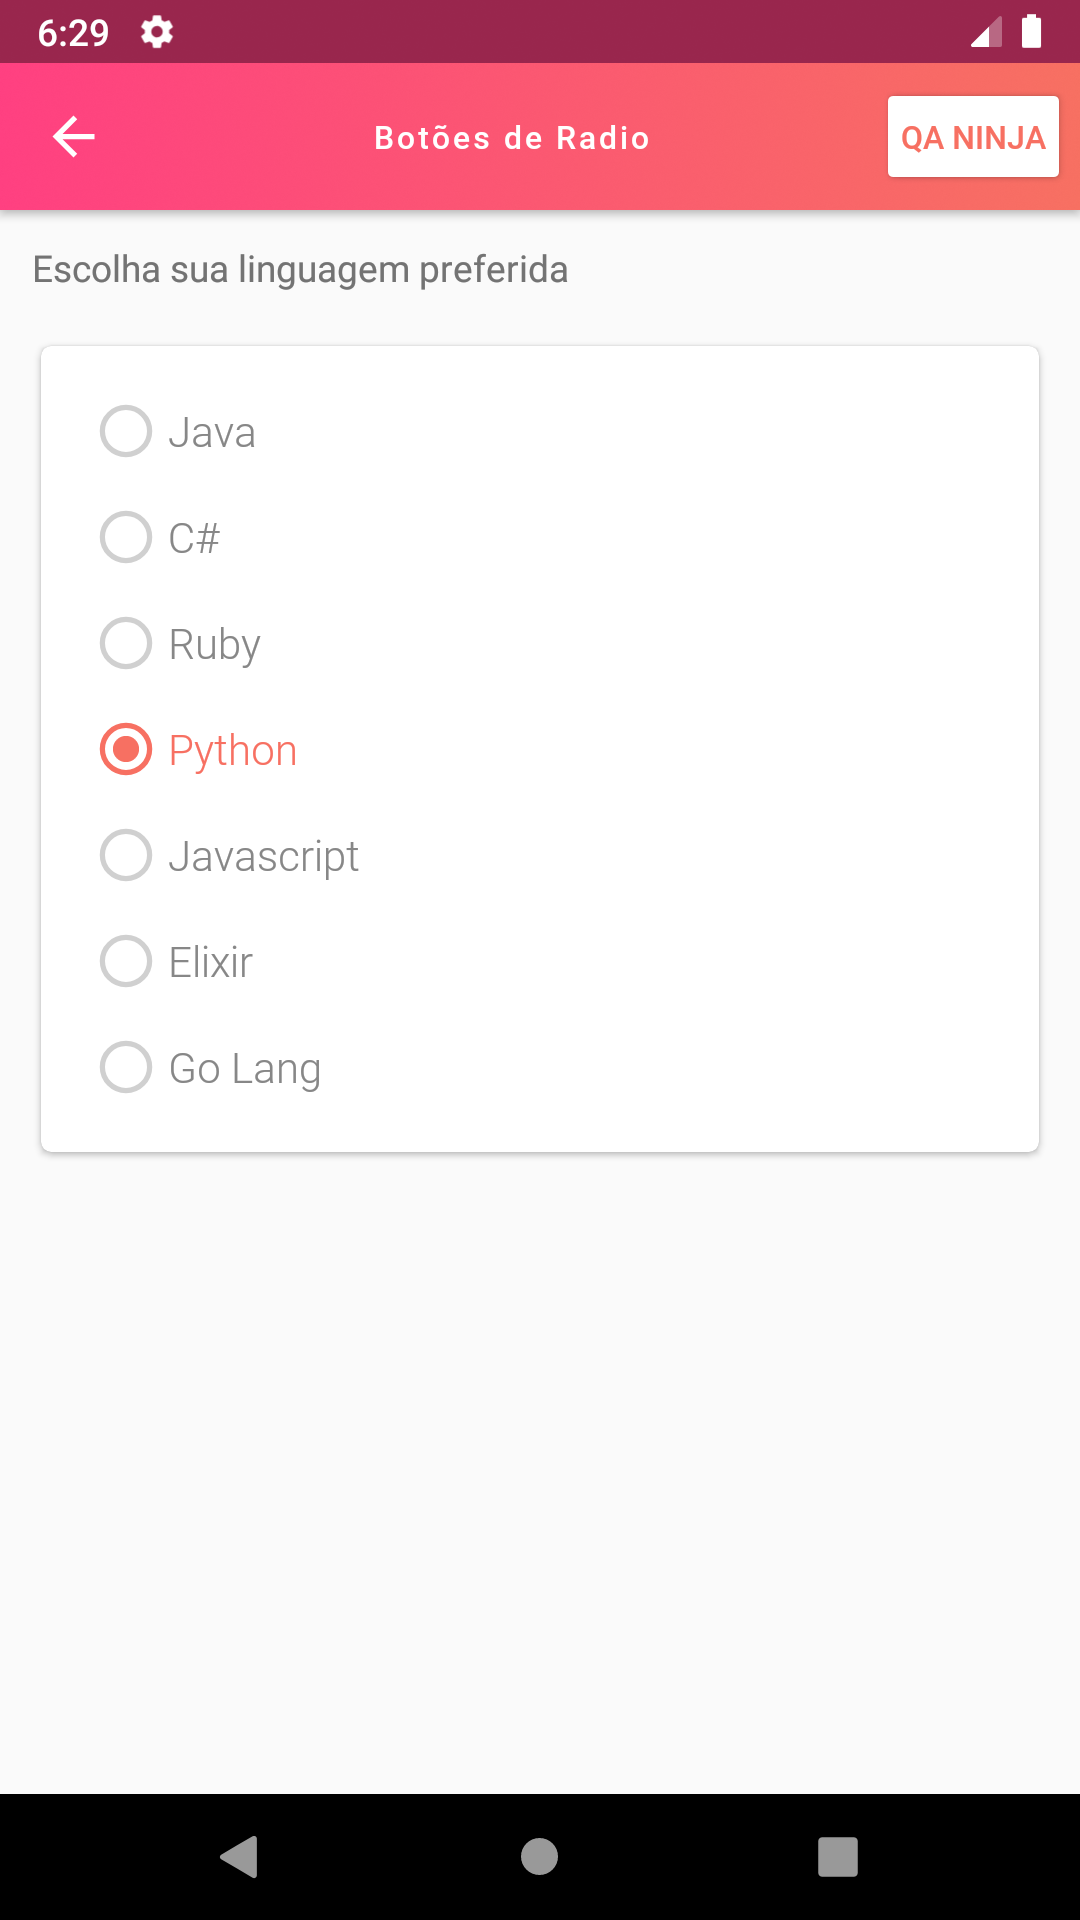 6:29
Botões de Radio
QA NINJA
Escolha sua linguagem preferida
Java
C#
Ruby
Python
Javascript
Elixir
Go Lang